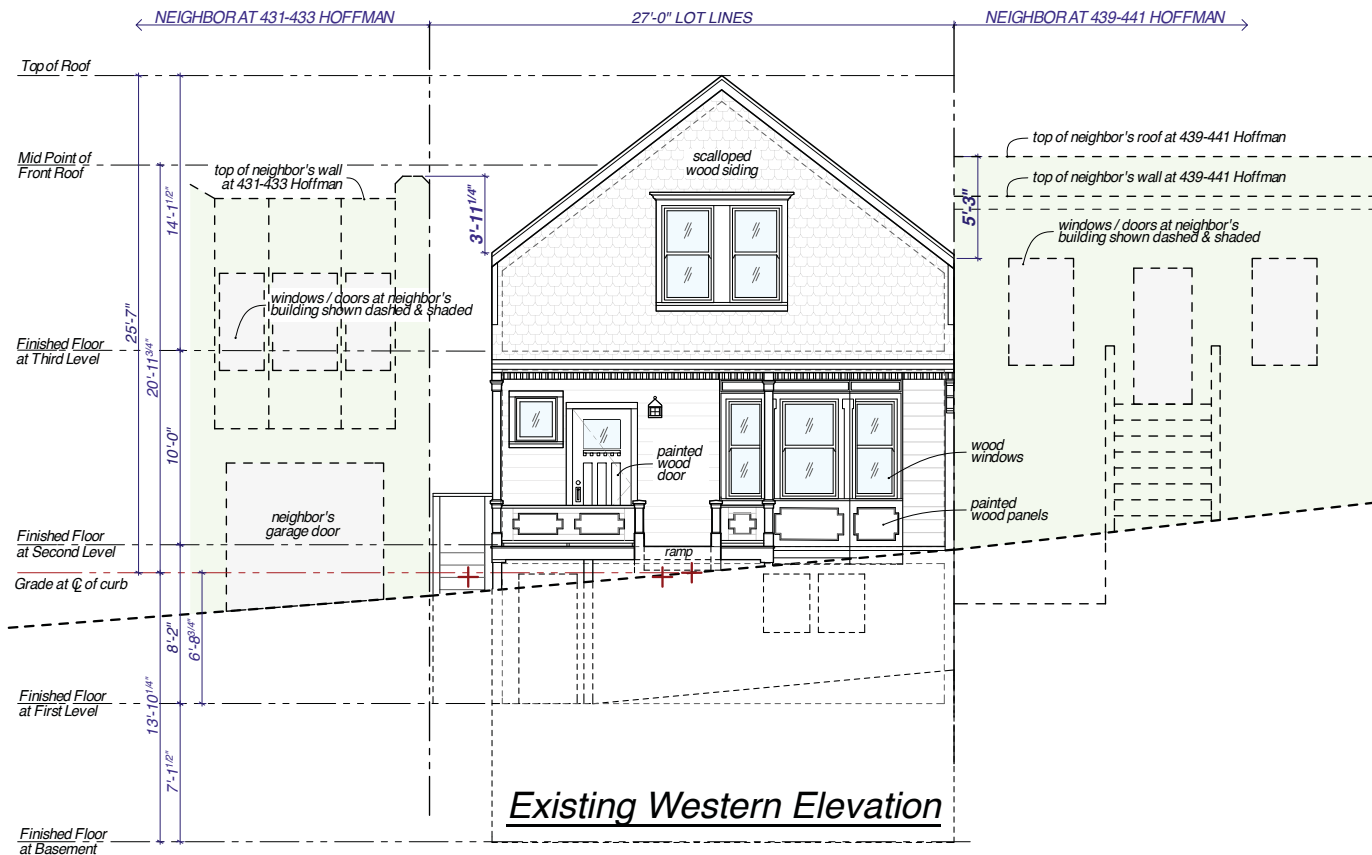 NEIGHBOR AT 431-433 HOFFMAN
27'-0" LOT LINES
NEIGHBOR AT 439-441 HOFFMAN
Top of Roof
Mid Point of
Front Roof
top of neighbor's wall
at 431-433 Hoffman
scalloped
wood siding
top of neighbor's roof at 439-441 Hoffman
top of neighbor's wall at 439-441 Hoffman
14'-1 1/2"
3'-11 1/4"
5'-3"
windows / doors at neighbor's
building shown dashed & shaded
windows / doors at neighbor's
building shown dashed & shaded
25'-7"
20'-11 3/4"
Finished Floor
at Third Level
10'-0"
painted
wood
door
wood
windows
painted
wood panels
neighbor's
garage door
Finished Floor
at Second Level
ramp
Grade at ℄ of curb
8'-2"
6'-8 3/4"
Finished Floor
at First Level
13'-10 1/4"
7'-1 1/2"
Existing Western Elevation
Finished Floor
at Basement